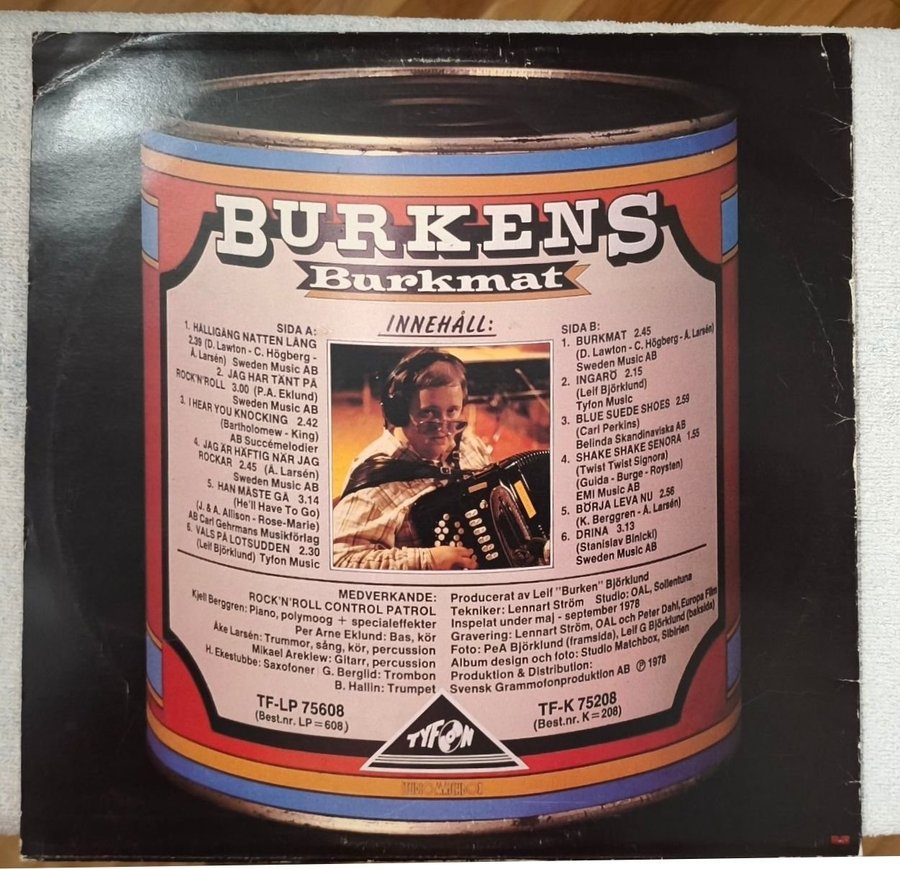 BURKENS
Burkmat
INNEHÅLL:
SIDA A:
1. HÄLLIGÅNG NATTEN LÅNG
2.39 (D. Lawton - C. Högberg -
Å. Larsén) Sweden Music AB
2. JAG HAR TÄNT PÅ
ROCK'N'ROLL 3.00 (P.A. Eklund)
Sweden Music AB
3. I HEAR YOU KNOCKING 2.42
(Bartholomew - King)
AB Succémelodier
4. JAG ÄR HÄFTIG NÄR JAG
ROCKAR 2.45 (Å. Larsén)
Sweden Music AB
5. HAN MÅSTE GÅ 3.14
(He'll Have To Go)
(J. & A. Allison - Rose-Marie)
AB Carl Gehrmans Musikförlag
6. VALS PÅ LOTSUDDEN 2.30
(Leif Björklund) Tyfon Music
SIDA B:
1. BURKMAT 2.45
(D. Lawton - C. Högberg - Å. Larsén)
Sweden Music AB
2. INGARÖ 2.15
(Leif Björklund)
Tyfon Music
3. BLUE SUEDE SHOES 2.59
(Carl Perkins)
Belinda Skandinaviska AB
4. SHAKE SHAKE SENORA 1.55
(Twist Twist Signora)
(Guida - Burge - Roysten)
EMI Music AB
5. BÖRJA LEVA NU 2.56
(K. Berggren - Å. Larsén)
6. DRINA 3.13
(Stanislav Binicki)
Sweden Music AB
MEDVERKANDE:
ROCK'N'ROLL CONTROL PATROL
Kjell Berggren: Piano, polymoog + specialeffekter
Per Arne Eklund: Bas, kör
Åke Larsén: Trummor, sång, kör, percussion
Mikael Areklew: Gitarr, percussion
H. Ekestubbe: Saxofoner G. Berglid: Trombon
B. Hallin: Trumpet
Producerat av Leif "Burken" Björklund
Tekniker: Lennart Ström Studio: OAL, Sollentuna
Inspelat under maj - september 1978
Gravering: Lennart Ström, OAL och Peter Dahl, Europa Film
Foto: PeA Björklund (framsida), Leif G Björklund (baksida)
Album design och foto: Studio Matchbox, Sibirien
Produktion & Distribution:
Svensk Grammofonproduktion AB Ⓟ 1978
TF-LP 75608
(Best.nr. LP = 608)
TF-K 75208
(Best.nr. K = 208)
TYFON
STUDIO MATCHBOX